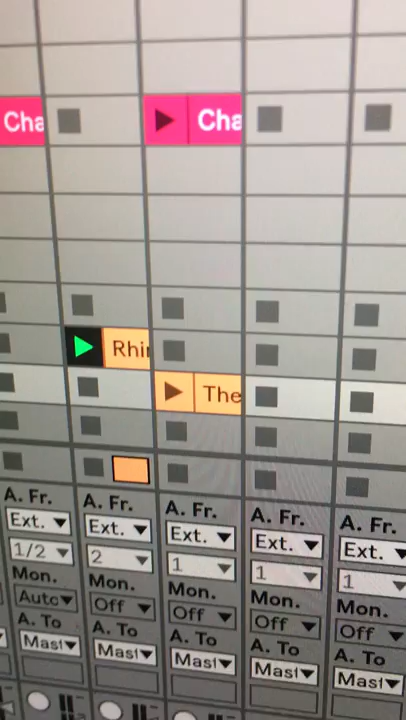 Cha Cha
Rhi
The
A. Fr. A. Fr. A. Fr. A. Fr. A. Fr.
Ext. Ext. Ext. Ext. Ext.
1/2 2 1 1 1
Mon. Mon. Mon. Mon. Mon.
Auto Off Off Off Off
A. To A. To A. To A. To A. To
Mast Mast Mast Mast Mast